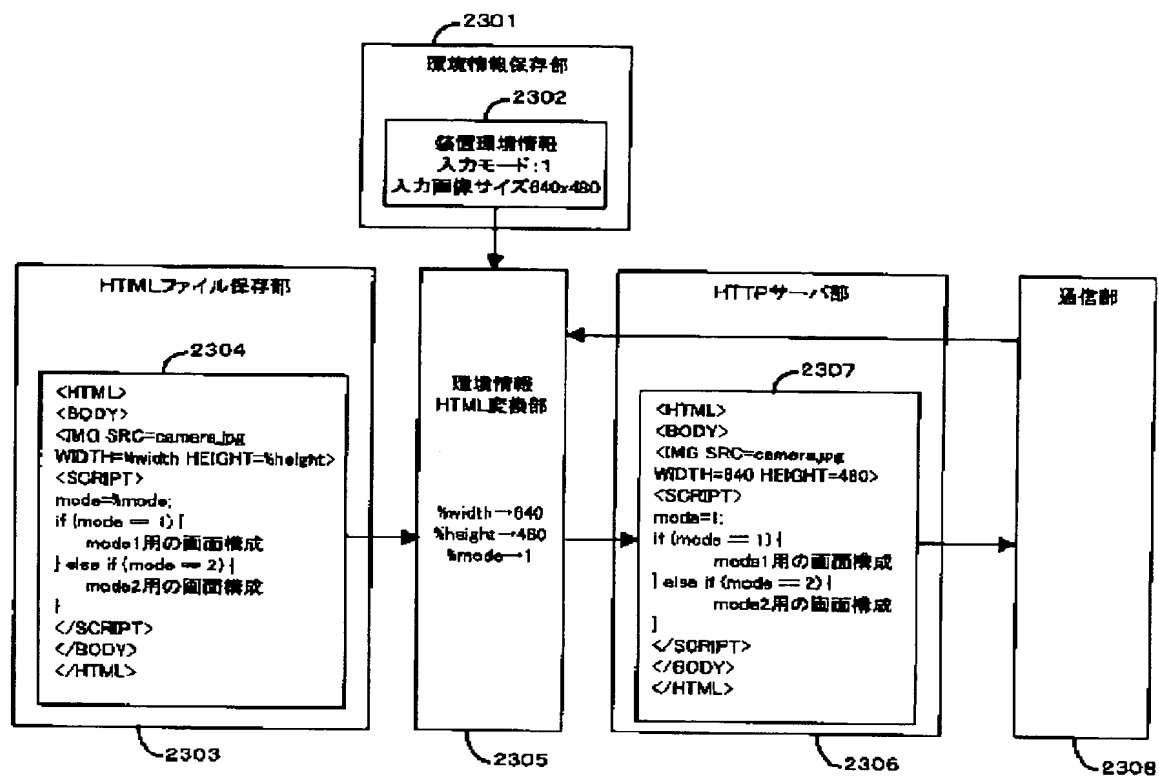 2301
環境情報保存部
2302
装置環境情報
入力モード:1
入力画像サイズ640x480
HTMLファイル保存部
2304
<HTML>
<BODY>
<IMG SRC=camera.jpg
WIDTH=%width HEIGHT=%height>
<SCRIPT>
mode=%mode;
if (mode == 1) {
mode1用の画面構成
} else if (mode == 2) {
mode2用の画面構成
}
</SCRIPT>
</BODY>
</HTML>
2303
環境情報
HTML変換部
%width→640
%height→480
%mode→1
2305
HTTPサーバ部
2307
<HTML>
<BODY>
<IMG SRC=camera.jpg
WIDTH=640 HEIGHT=480>
<SCRIPT>
mode=1;
if (mode == 1) {
mode1用の画面構成
} else if (mode == 2) {
mode2用の画面構成
}
</SCRIPT>
</BODY>
</HTML>
2306
通信部
2308